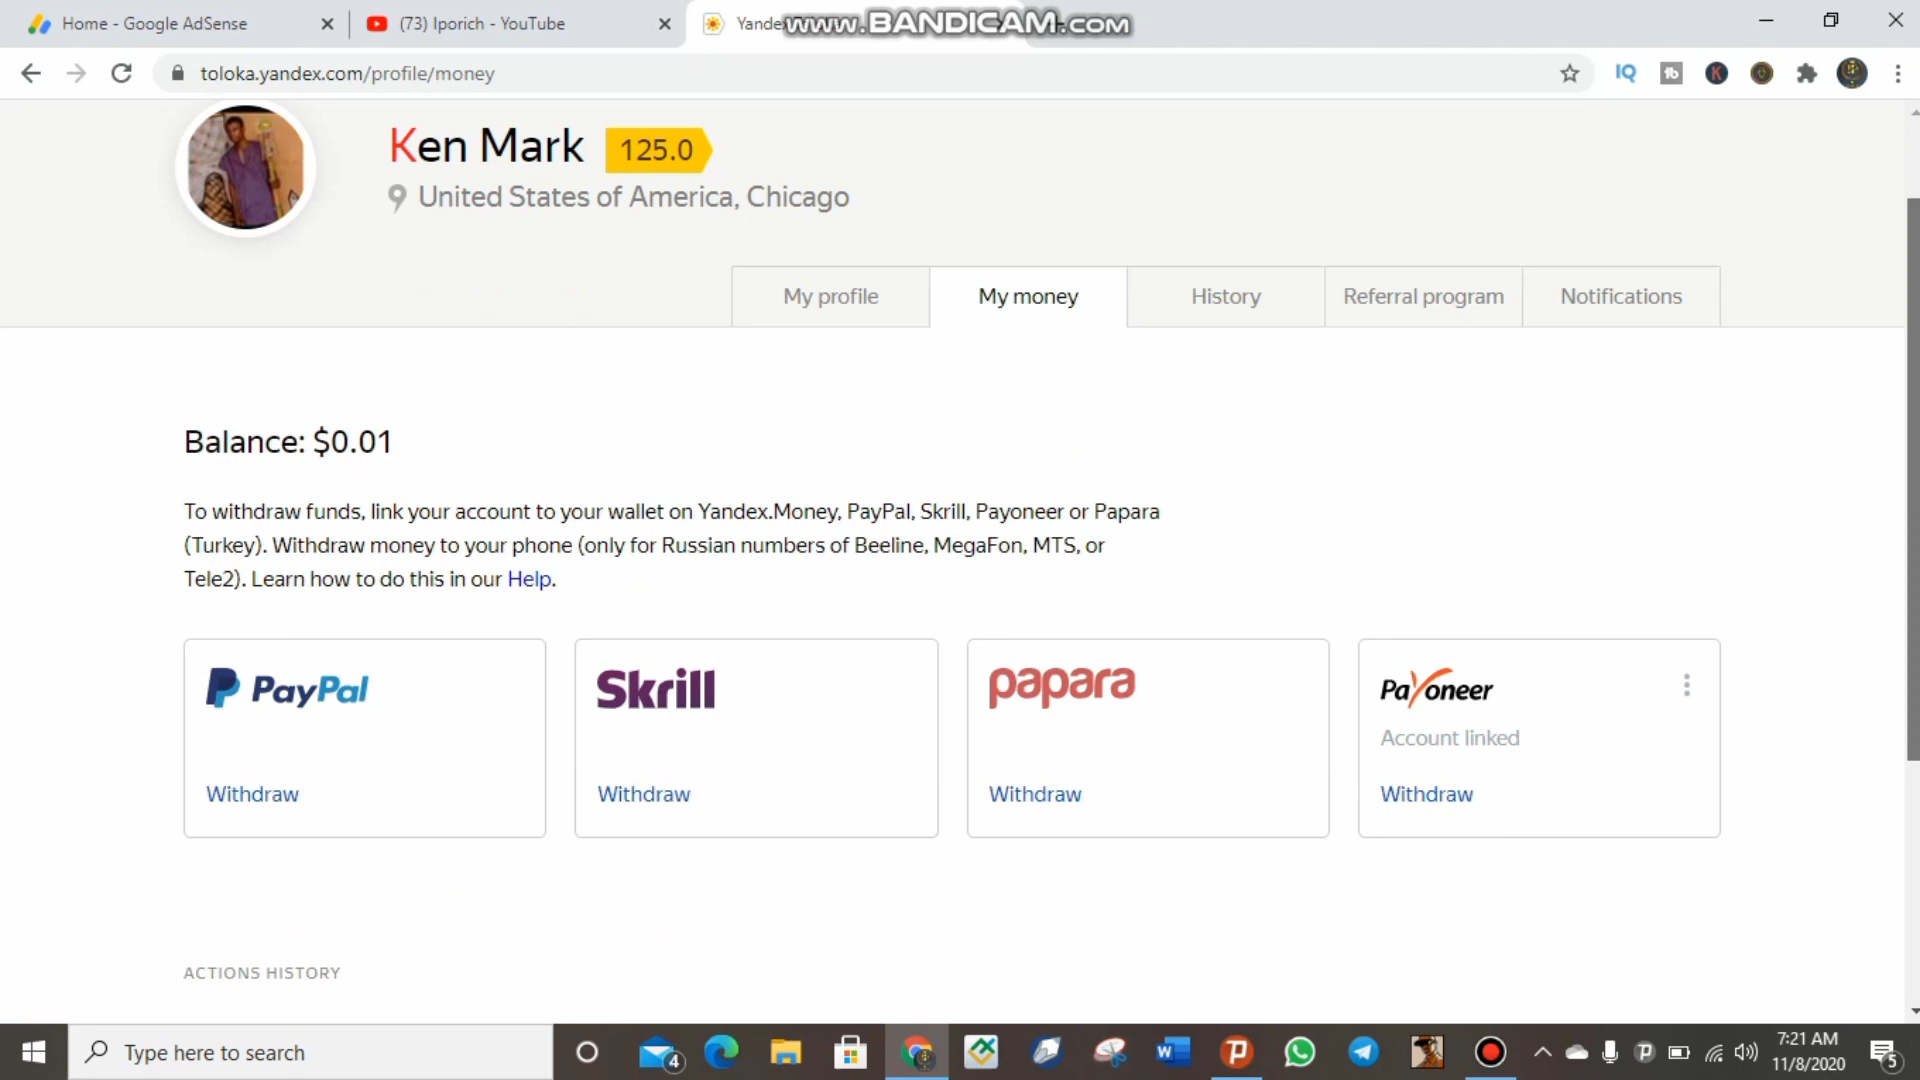 Home - Google AdSense
(73) Iporich - YouTube
Yandex
www.BANDICAM.com
toloka.yandex.com/profile/money
IQ
tb
K
Ken Mark
125.0
United States of America, Chicago
My profile
My money
History
Referral program
Notifications
Balance: $0.01
To withdraw funds, link your account to your wallet on Yandex.Money, PayPal, Skrill, Payoneer or Papara
(Turkey). Withdraw money to your phone (only for Russian numbers of Beeline, MegaFon, MTS, or
Tele2). Learn how to do this in our Help.
PayPal
Skrill
papara
Payoneer
Account linked
Withdraw
Withdraw
Withdraw
Withdraw
ACTIONS HISTORY
Type here to search
4
7:21 AM
11/8/2020
5